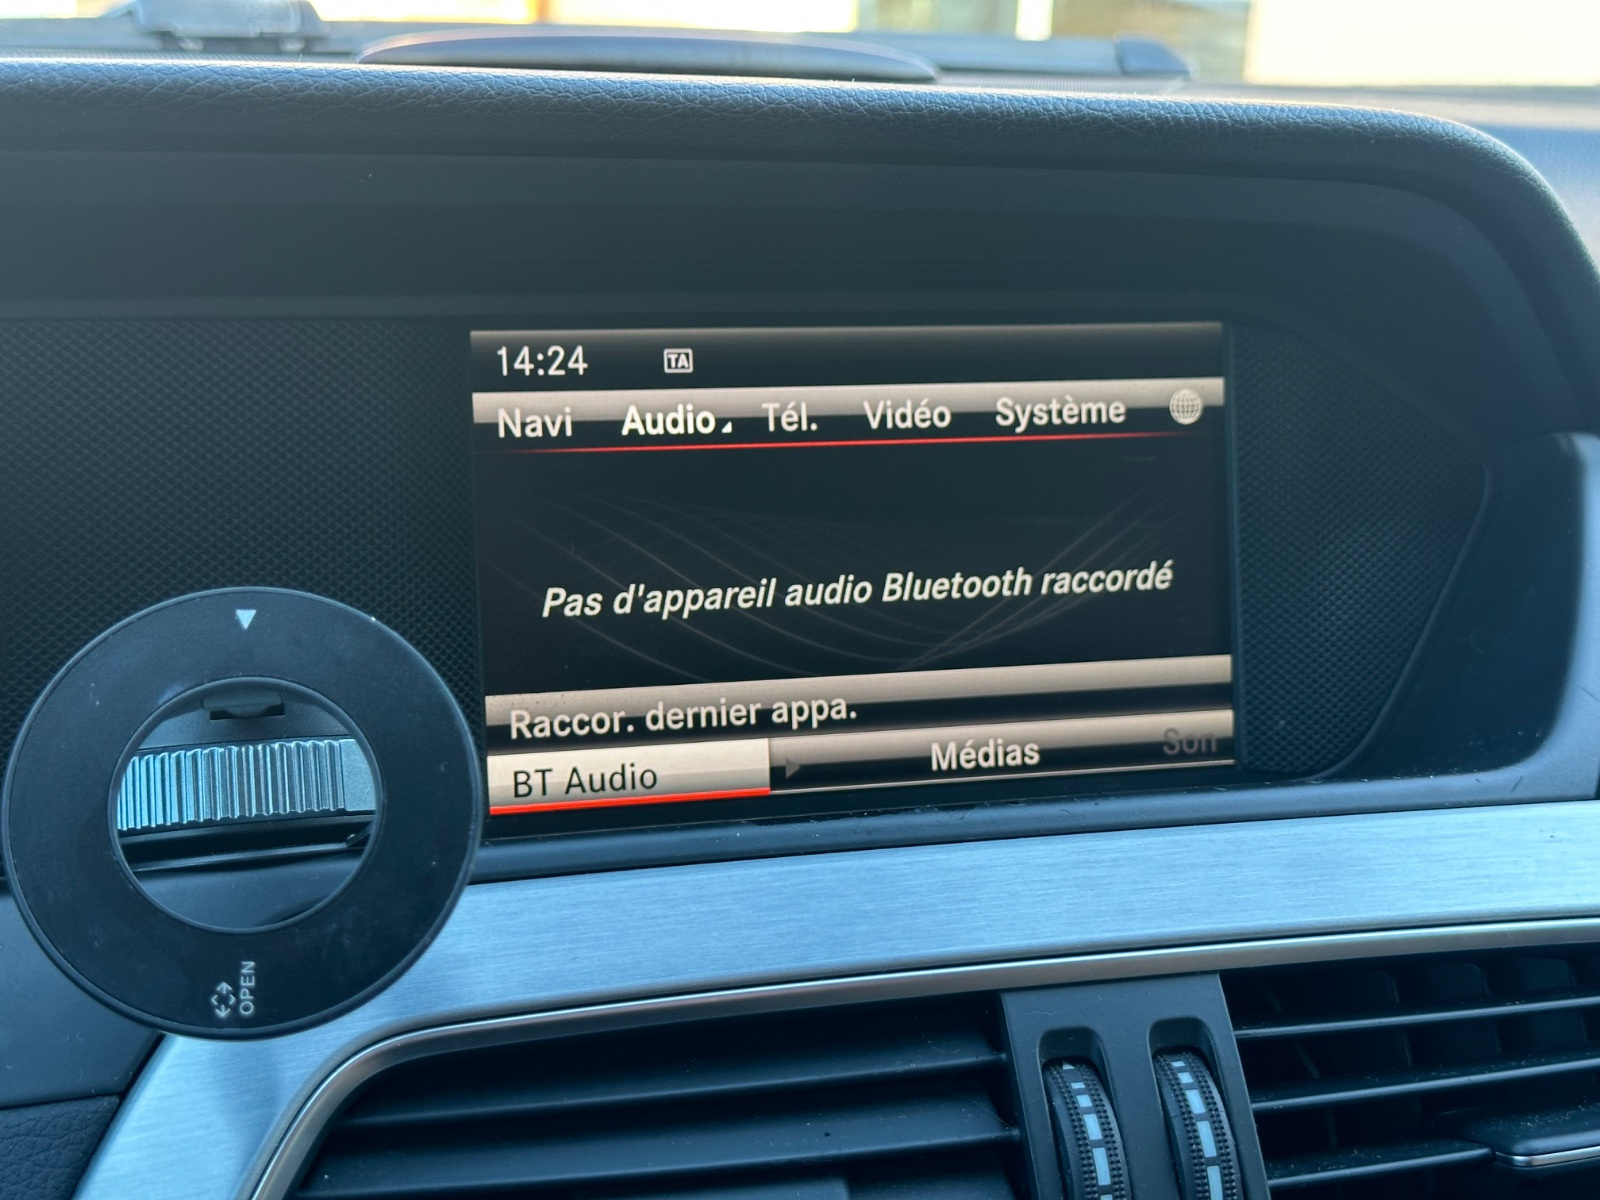 14:24 TA
Navi Audio Tél. Vidéo Système
Pas d'appareil audio Bluetooth raccordé
Raccor. dernier appa.
BT Audio Médias Son
OPEN